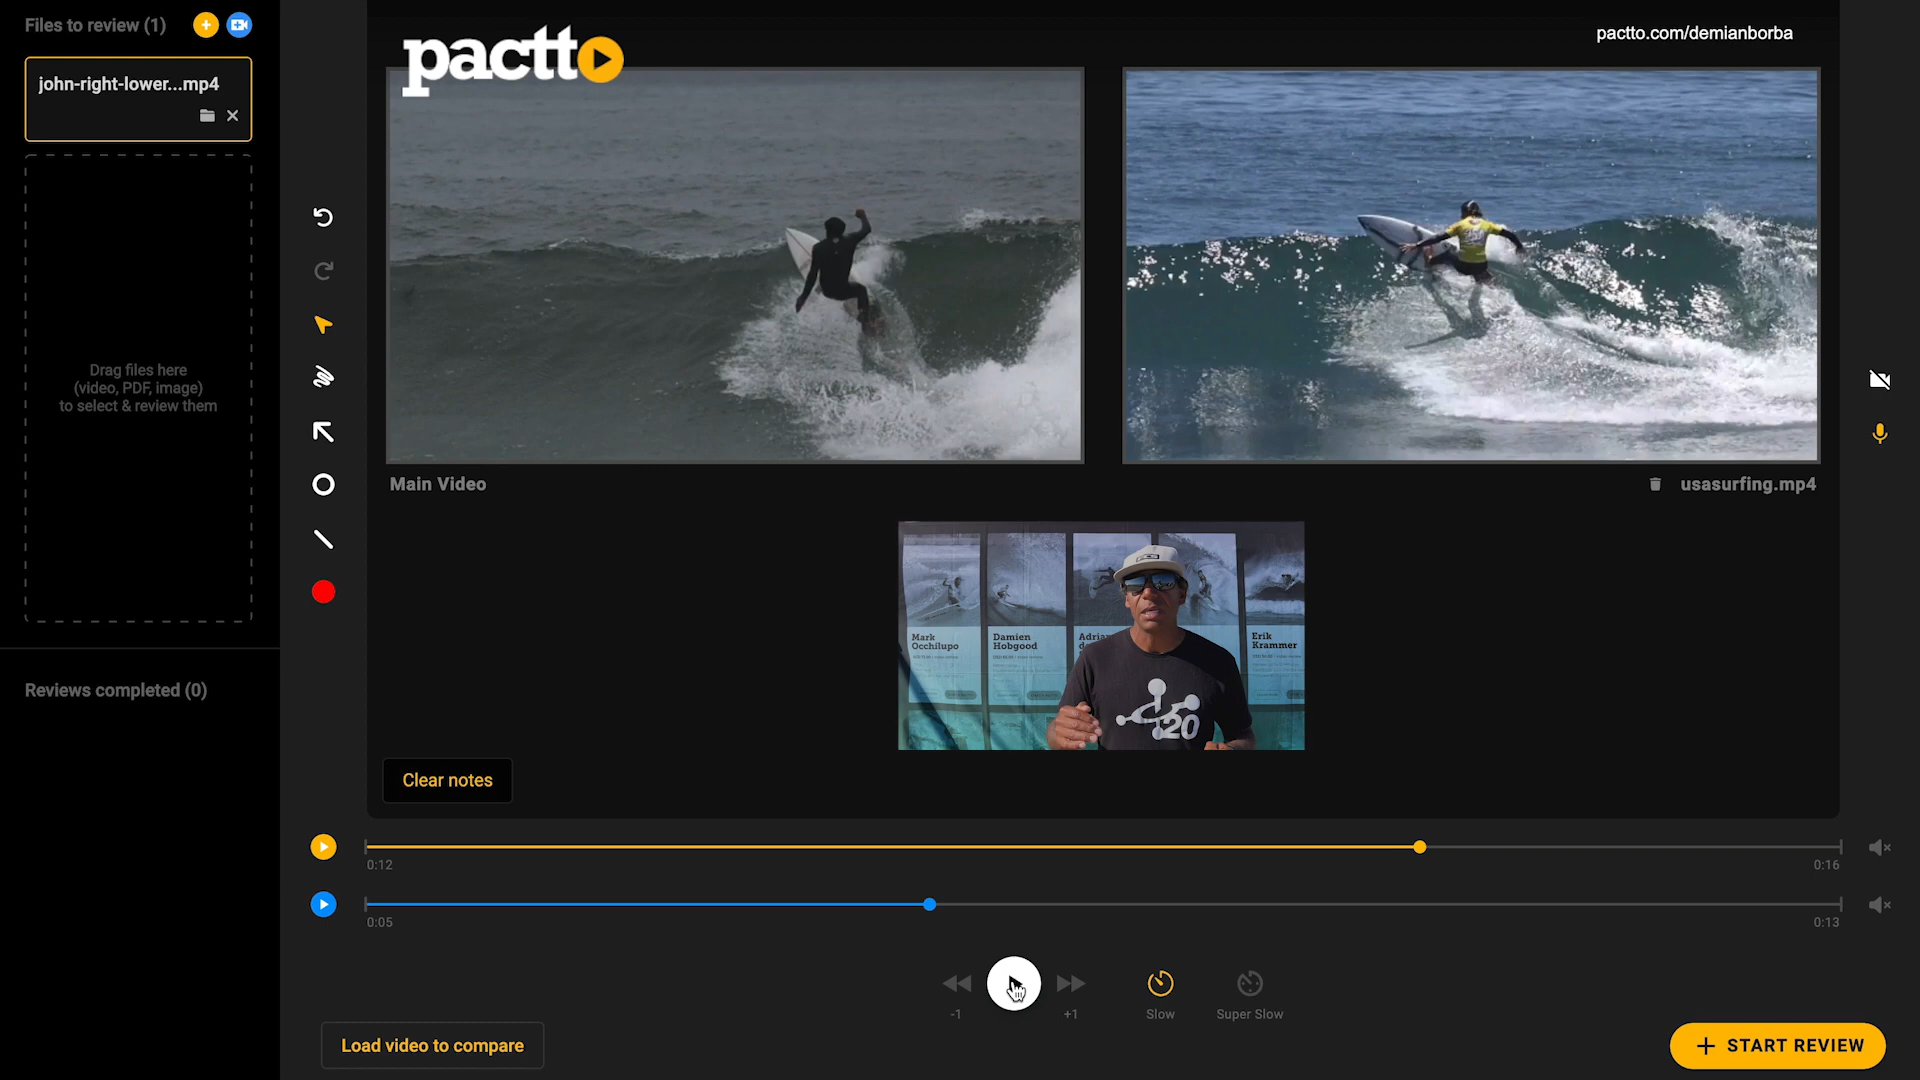 Files to review (1)
john-right-lower...mp4
Drag files here
(video, PDF, image)
to select & review them
Reviews completed (0)
pactto
pactto.com/demianborba
Main Video
usasurfing.mp4
Mark
Occhilupo
Damien
Hobgood
Erik
Krammer
20
Clear notes
0:12
0:16
0:05
0:13
-1
+1
Slow
Super Slow
Load video to compare
START REVIEW